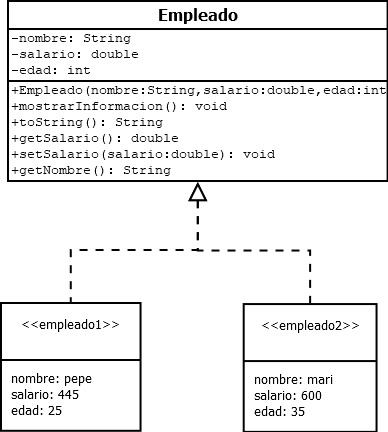 Empleado
-nombre: String
-salario: double
-edad: int
+Empleado(nombre:String,salario:double,edad:int
+mostrarInformacion(): void
+toString(): String
+getSalario(): double
+setSalario(salario:double): void
+getNombre(): String
<<empleado1>>
nombre: pepe
salario: 445
edad: 25
<<empleado2>>
nombre: mari
salario: 600
edad: 35